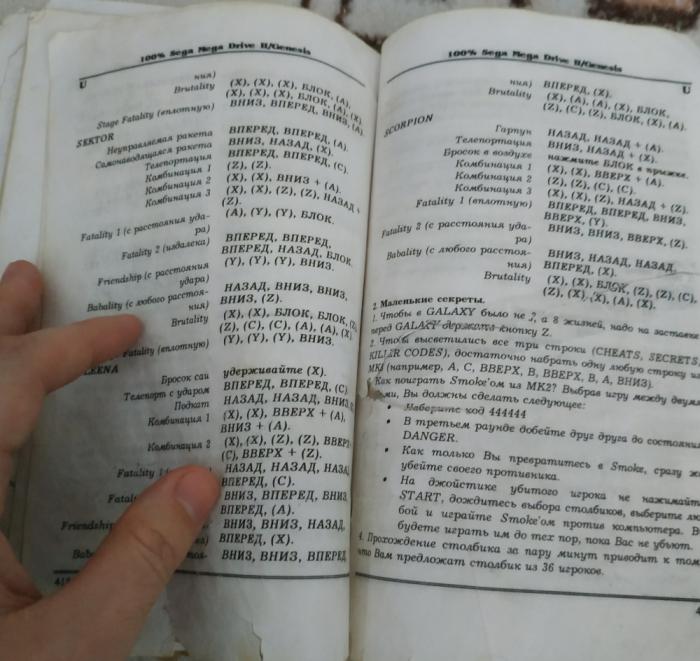 100% Sega Mega Drive II/Genesis
U
ния)
Brutality (X), (X), (X), БЛОК, (A),
(X), (X), (X), БЛОК, (A),
Stage Fatality (вплотную) ВНИЗ, ВПЕРЕД, ВНИЗ, (A).
SEKTOR
Неуправляемая ракета ВПЕРЕД, ВПЕРЕД, (A).
Самонаводящаяся ракета ВНИЗ, НАЗАД, (X).
Телепортация ВПЕРЕД, ВПЕРЕД, (C).
Комбинация 1 (Z), (Z).
Комбинация 2 (X), (X), ВНИЗ + (A).
Комбинация 3 (X), (X), (Z), (Z), НАЗАД +
(Z).
(A), (Y), (Y), БЛОК.
Fatality 1 (с расстояния уда-
ра)
Fatality 2 (издалека) ВПЕРЕД, ВПЕРЕД,
ВПЕРЕД, НАЗАД, БЛОК.
Friendship (с расстояния (Y), (Y), (Y), ВНИЗ.
удара)
Babality (с любого расстоя- НАЗАД, ВНИЗ, ВНИЗ,
ния) ВНИЗ, (Z).
Brutality (X), (X), БЛОК, БЛОК,
(Z), (C), (C), (A), (A),
(вплотную) (Y), (Y), (Y), ВНИЗ.
LEENA
Бросок саи удерживайте (X).
Телепорт с ударом ВПЕРЕД, ВПЕРЕД, (C).
Подкат НАЗАД, НАЗАД, ВНИЗ,
Комбинация 1 (X), (X), ВВЕРХ + (A),
ВНИЗ + (A).
Комбинация 2 (X), (X), (Z), (Z), ВВЕРХ
(C), ВВЕРХ + (Z).
Fatality 1 НАЗАД, НАЗАД, НАЗАД
ВПЕРЕД, (C).
ВНИЗ, ВПЕРЕД, ВНИЗ
ВПЕРЕД, (A).
Friendship ВНИЗ, ВНИЗ, НАЗАД,
ВПЕРЕД, (X).
ВНИЗ, ВНИЗ, ВПЕРЕД,
100% Sega Mega Drive II/Genesis
U
ния) ВПЕРЕД, (X).
Brutality (X), (A), (A), (X), БЛОК,
(Z), (C), (Z), БЛОК, (X), (A).
SCORPION
Гарпун НАЗАД, НАЗАД + (A).
Телепортация ВНИЗ, НАЗАД + (X).
Бросок в воздухе нажмите БЛОК в прыжке.
Комбинация 1 (X), (X), ВВЕРХ + (A).
Комбинация 2 (Z), (Z), (C), (C).
Комбинация 3 (X), (X), (Z), НАЗАД + (Z).
Fatality 1 (вплотную) ВПЕРЕД, ВПЕРЕД, ВНИЗ,
ВВЕРХ, (Y).
Fatality 2 (с расстояния уда- ВНИЗ, ВНИЗ, ВВЕРХ, (Z).
ра)
Babality (с любого расстоя- ВНИЗ, НАЗАД, НАЗАД,
ния) ВПЕРЕД, (X).
Brutality (X), (X), БЛОК, (Z), (Z), (C),
(Z), (X), (X), (A), (X).
2. Маленькие секреты.
1. Чтобы в GALAXY было не , а 8 жизней, надо на заставке
перед GALAXY держать кнопку Z.
2. Чтобы высветились все три строки (CHEATS, SECRETS,
KILLER CODES), достаточно набрать одну любую строку из
MK4 (например, A, C, ВВЕРХ, B, ВВЕРХ, B, A, ВНИЗ).
Как поиграть Smoke'ом из MK2? Выбрав игру между двумя
ми, Вы должны сделать следующее:
• Наберите код 444444
• В третьем раунде добейте друг друга до состояния
DANGER.
• Как только Вы превратитесь в Smoke, сразу же
убейте своего противника.
• На джойстике убитого игрока не нажимайте
START, дождитесь выбора столбиков, выберите
бой и играйте Smoke'ом против компьютера.
будете играть им до тех пор, пока Вас не убьют.
4. Прохождение столбика за пару минут приводит к том
что Вам предложат столбик из 36 игроков.